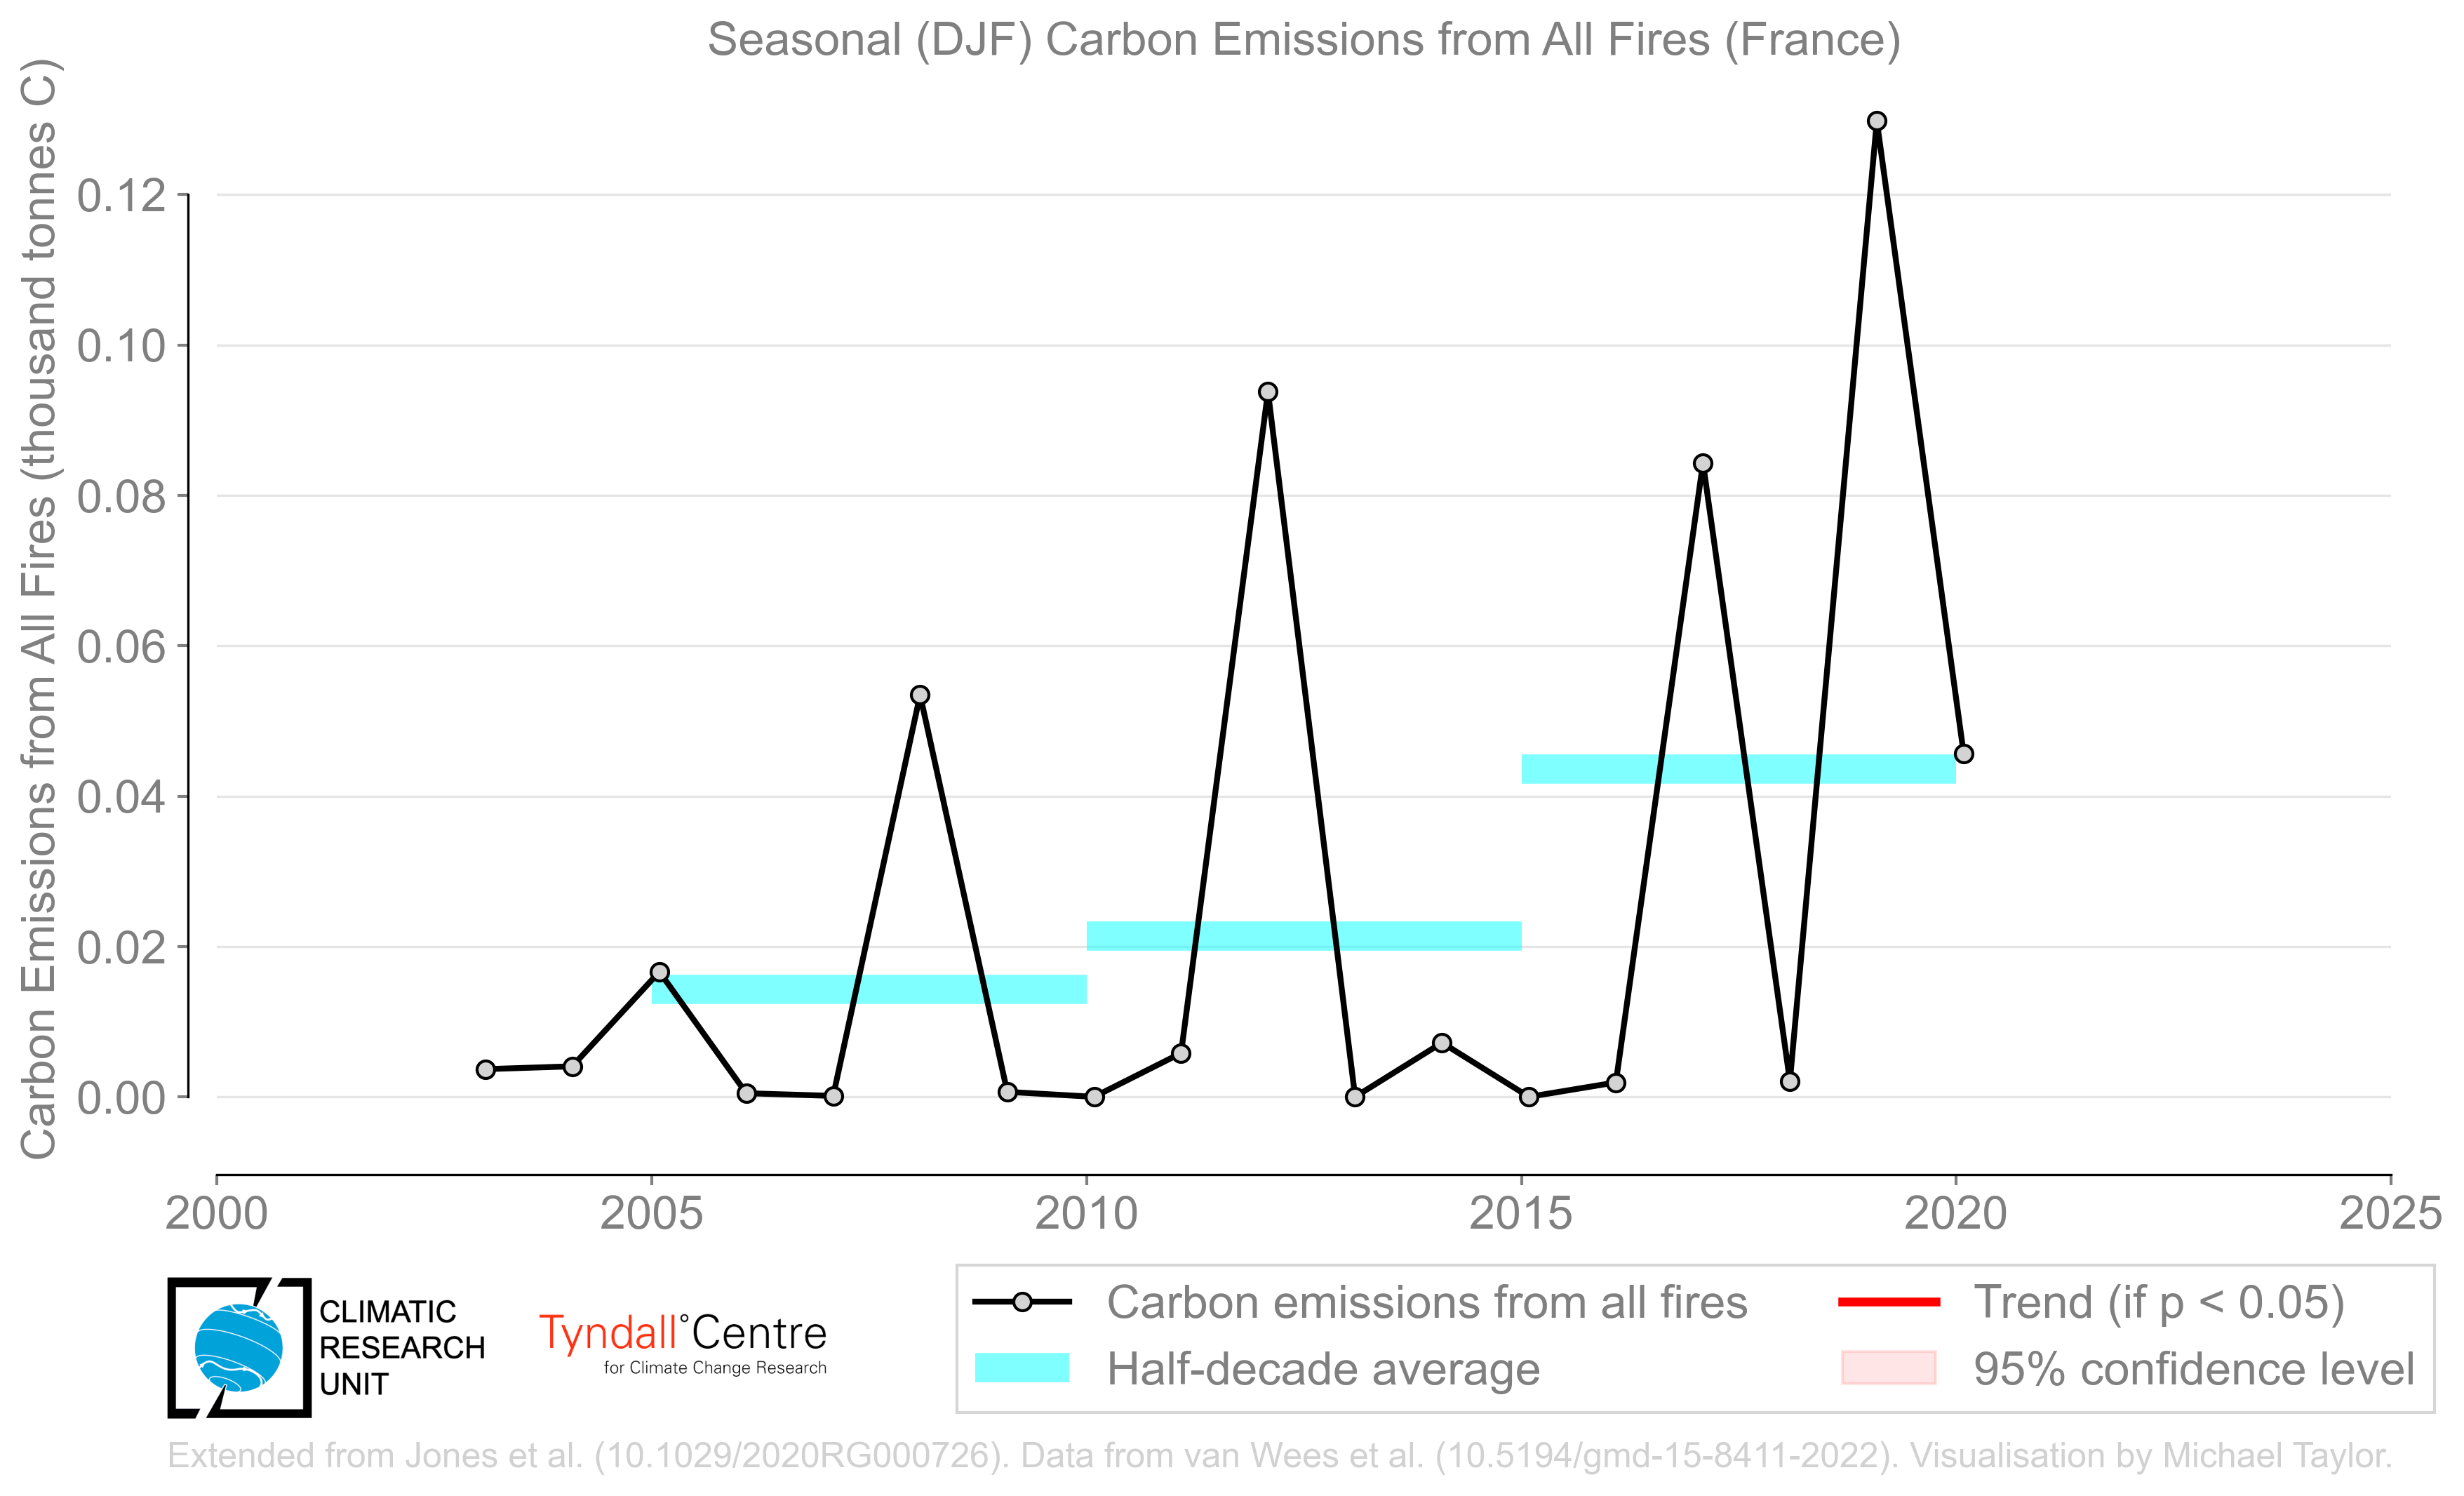 Seasonal (DJF) Carbon Emissions from All Fires (France)
Carbon Emissions from All Fires (thousand tonnes C)
0.12
0.10
0.08
0.06
0.04
0.02
0.00
2000 2005 2010 2015 2020 2025
CLIMATIC
RESEARCH
UNIT
Tyndall°Centre
for Climate Change Research
Carbon emissions from all fires
Half-decade average
Trend (if p < 0.05)
95% confidence level
Extended from Jones et al. (10.1029/2020RG000726). Data from van Wees et al. (10.5194/gmd-15-8411-2022). Visualisation by Michael Taylor.